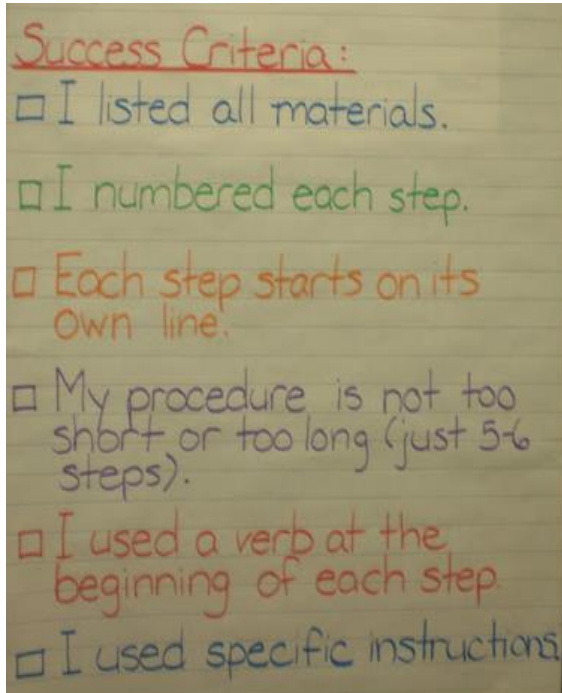 Success Criteria:
☐ I listed all materials.
☐ I numbered each step.
☐ Each step starts on its
own line.
☐ My procedure is not too
short or too long (just 5-6
steps).
☐ I used a verb at the
beginning of each step.
☐ I used specific instructions